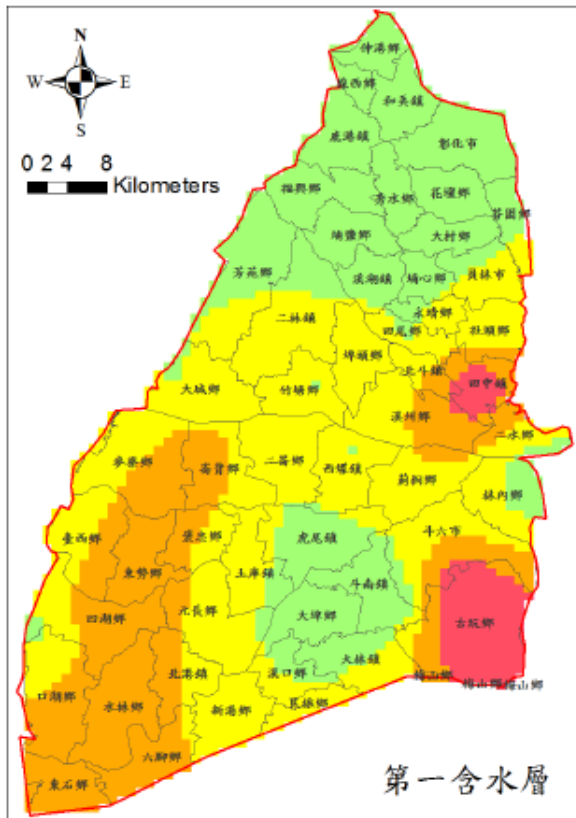 N
W E
S
0 2 4 8
Kilometers
伸港鄉
線西鄉
和美鎮
鹿港鎮
彰化市
福興鄉
秀水鄉
花壇鄉
芬園鄉
埔鹽鄉
大村鄉
芳苑鄉
溪湖鎮
埔心鄉
員林市
二林鎮
永靖鄉
田尾鄉
社頭鄉
埤頭鄉
北斗鎮
田中鎮
大城鄉
竹塘鄉
溪州鄉
二水鄉
麥寮鄉
崙背鄉
二崙鄉
西螺鎮
莿桐鄉
林內鄉
臺西鄉
褒忠鄉
虎尾鎮
斗六市
東勢鄉
土庫鎮
斗南鎮
四湖鄉
元長鄉
大埤鄉
古坑鄉
口湖鄉
北港鎮
溪口鄉
大林鎮
梅山鄉
梅山鄉
梅山鄉
水林鄉
新港鄉
民雄鄉
六腳鄉
東石鄉
第一含水層